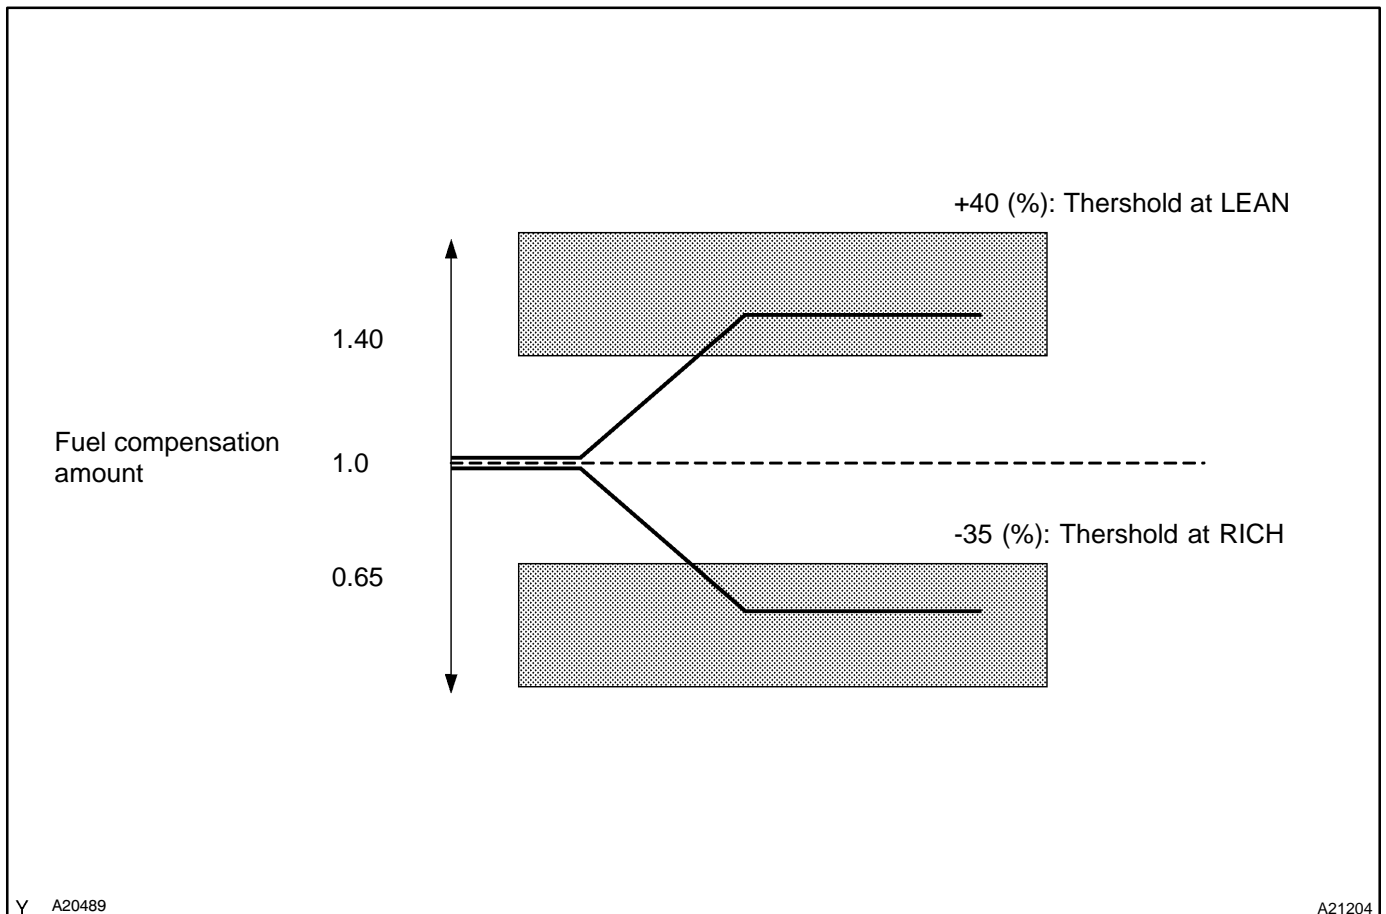 +40 (%): Thershold at LEAN
1.40
Fuel compensation
amount
1.0
-35 (%): Thershold at RICH
0.65
Y A20489
A21204